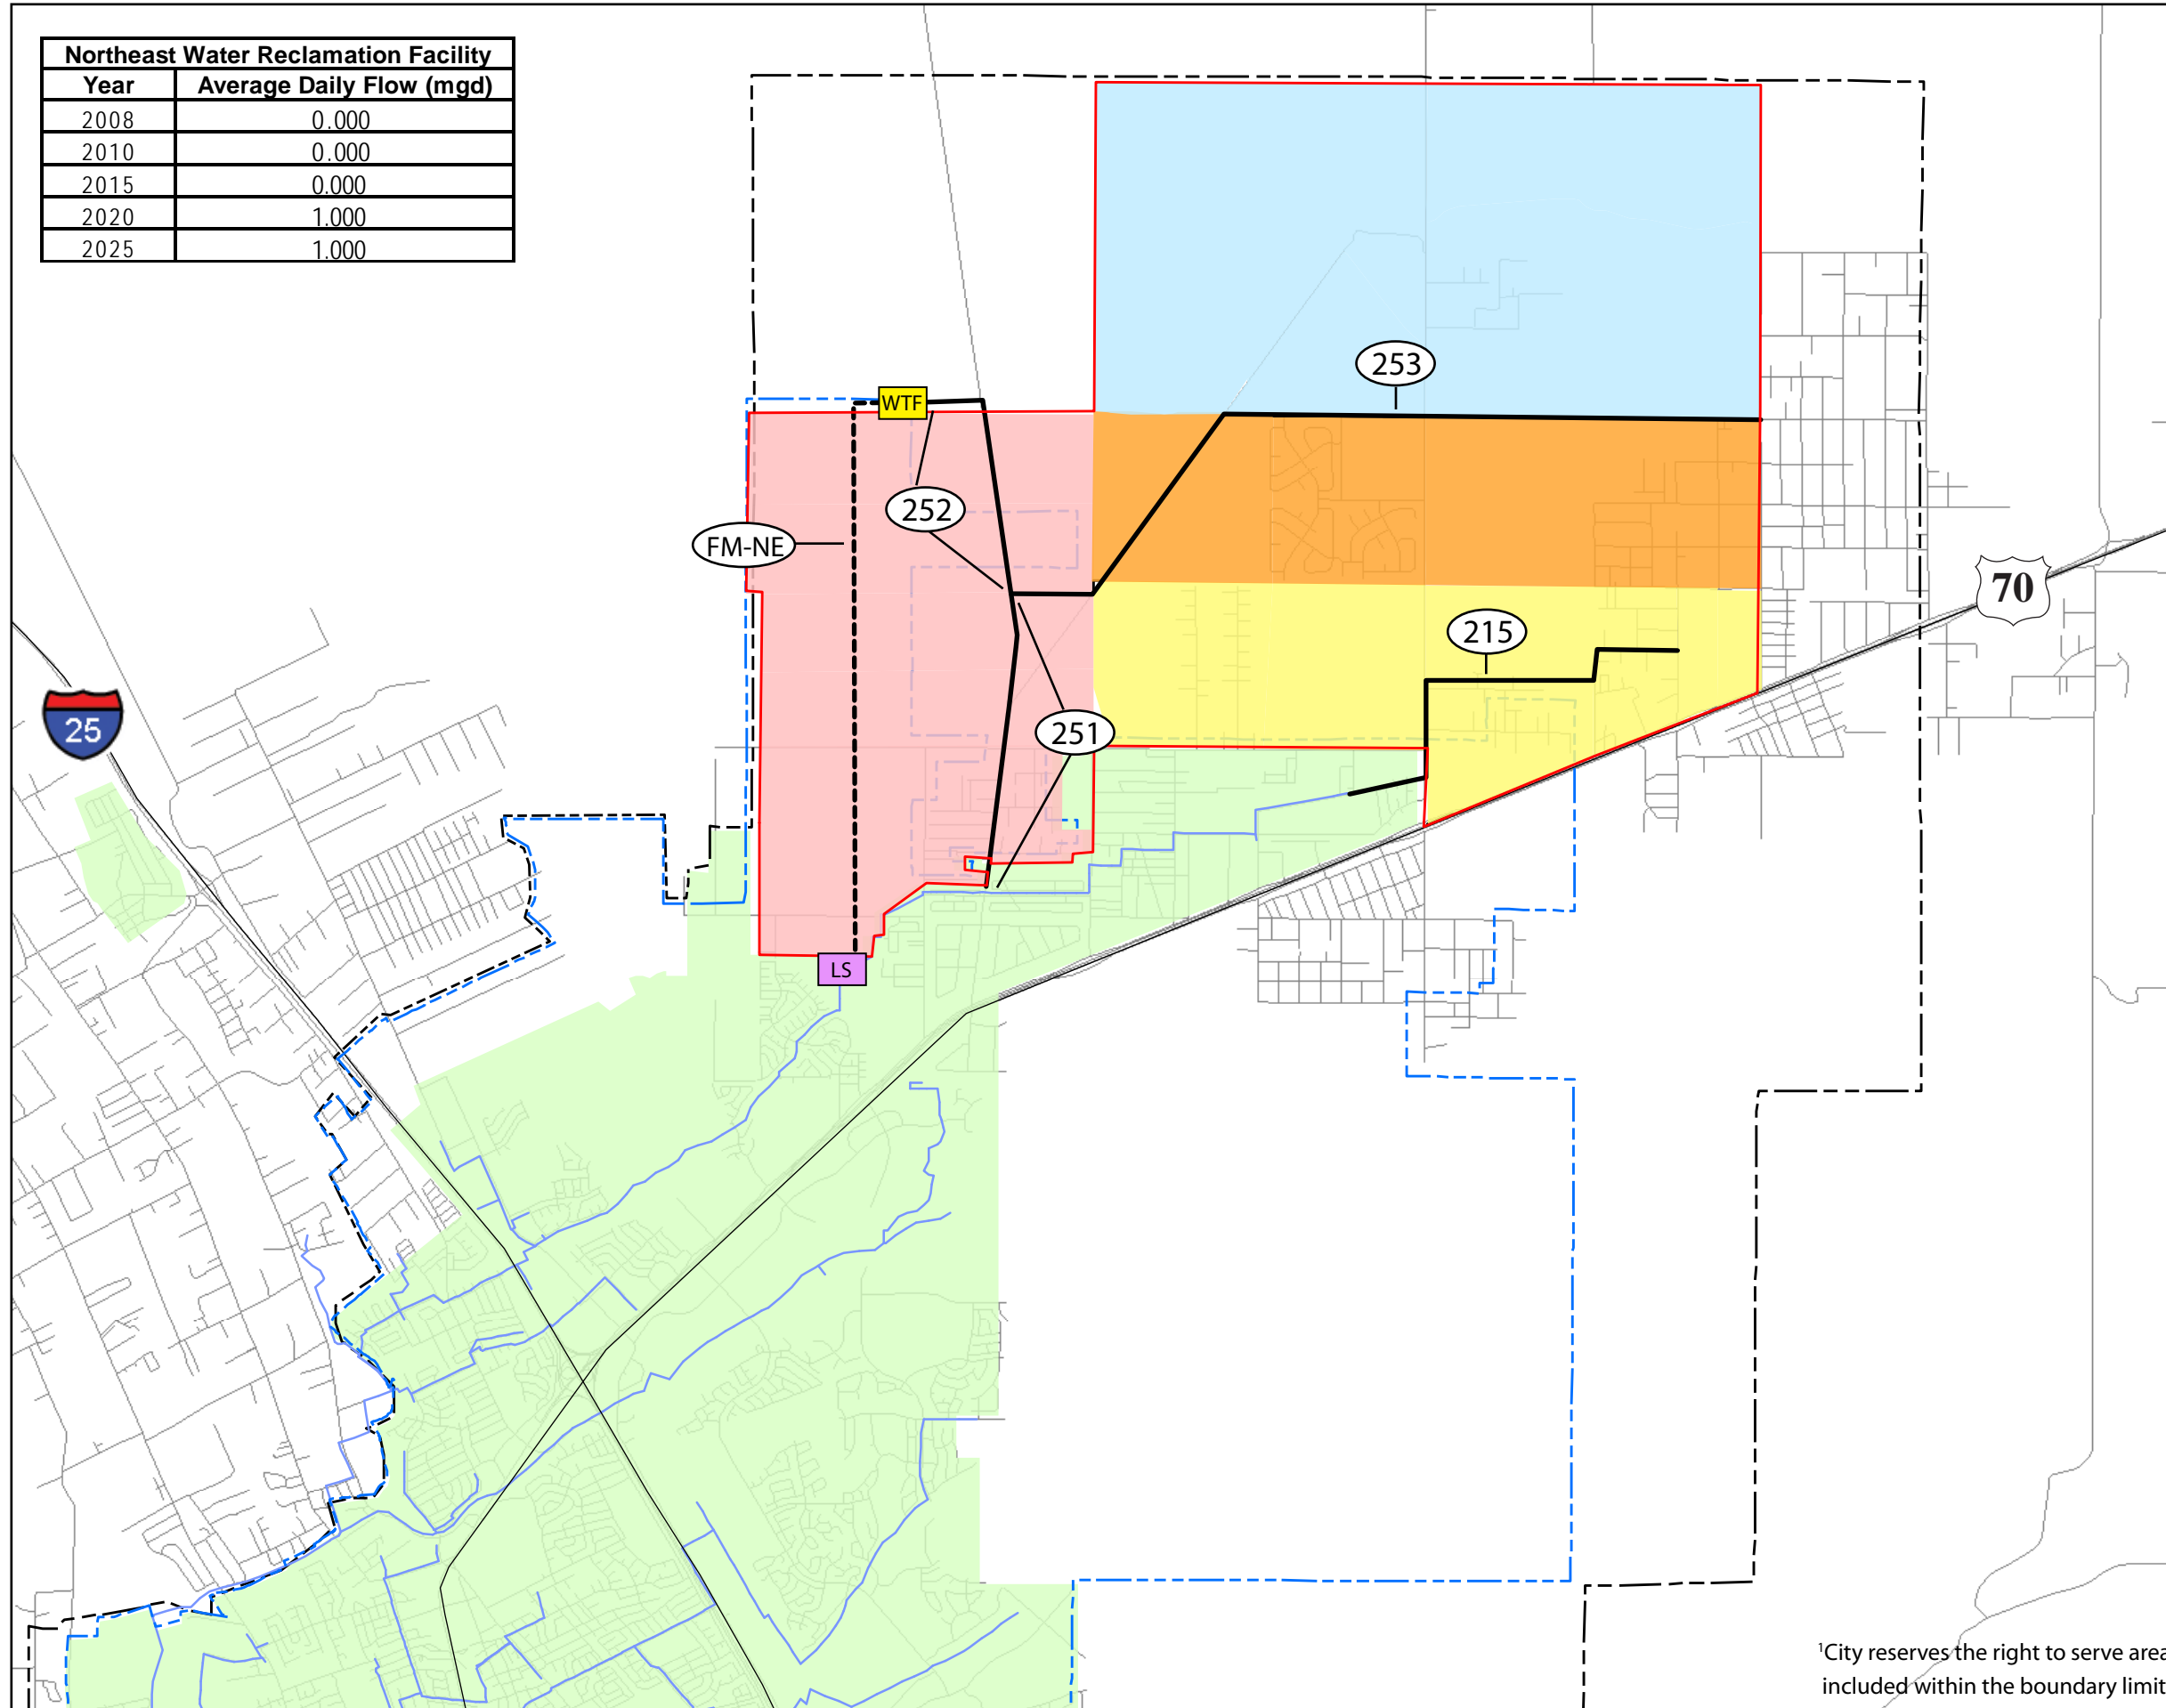 Northeast Water Reclamation Facility
Year Average Daily Flow (mgd)
2008 0.000
2010 0.000
2015 0.000
2020 1.000
2025 1.000
253
WTF
252
FM-NE
70
215
25
251
LS
¹City reserves the right to serve area
included within the boundary limit